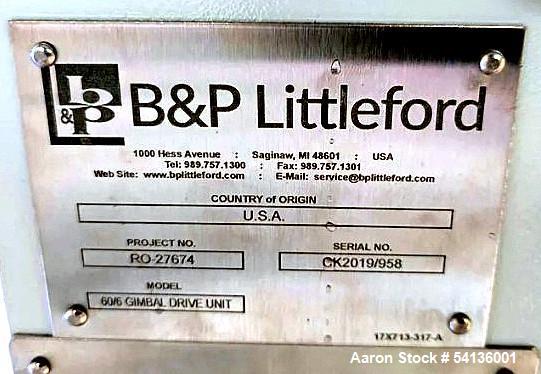 b
&p
B&P Littleford
1000 Hess Avenue : Saginaw, MI 48601 : USA
Tel: 989.757.1300 : Fax: 989.757.1301
Web Site: www.bplittleford.com : E-Mail: service@bplittleford.com
COUNTRY of ORIGIN
U.S.A.
PROJECT NO. SERIAL NO.
RO-27674 CK2019/958
MODEL
60/6 GIMBAL DRIVE UNIT
17X713-317-A
Aaron Stock # 54136001